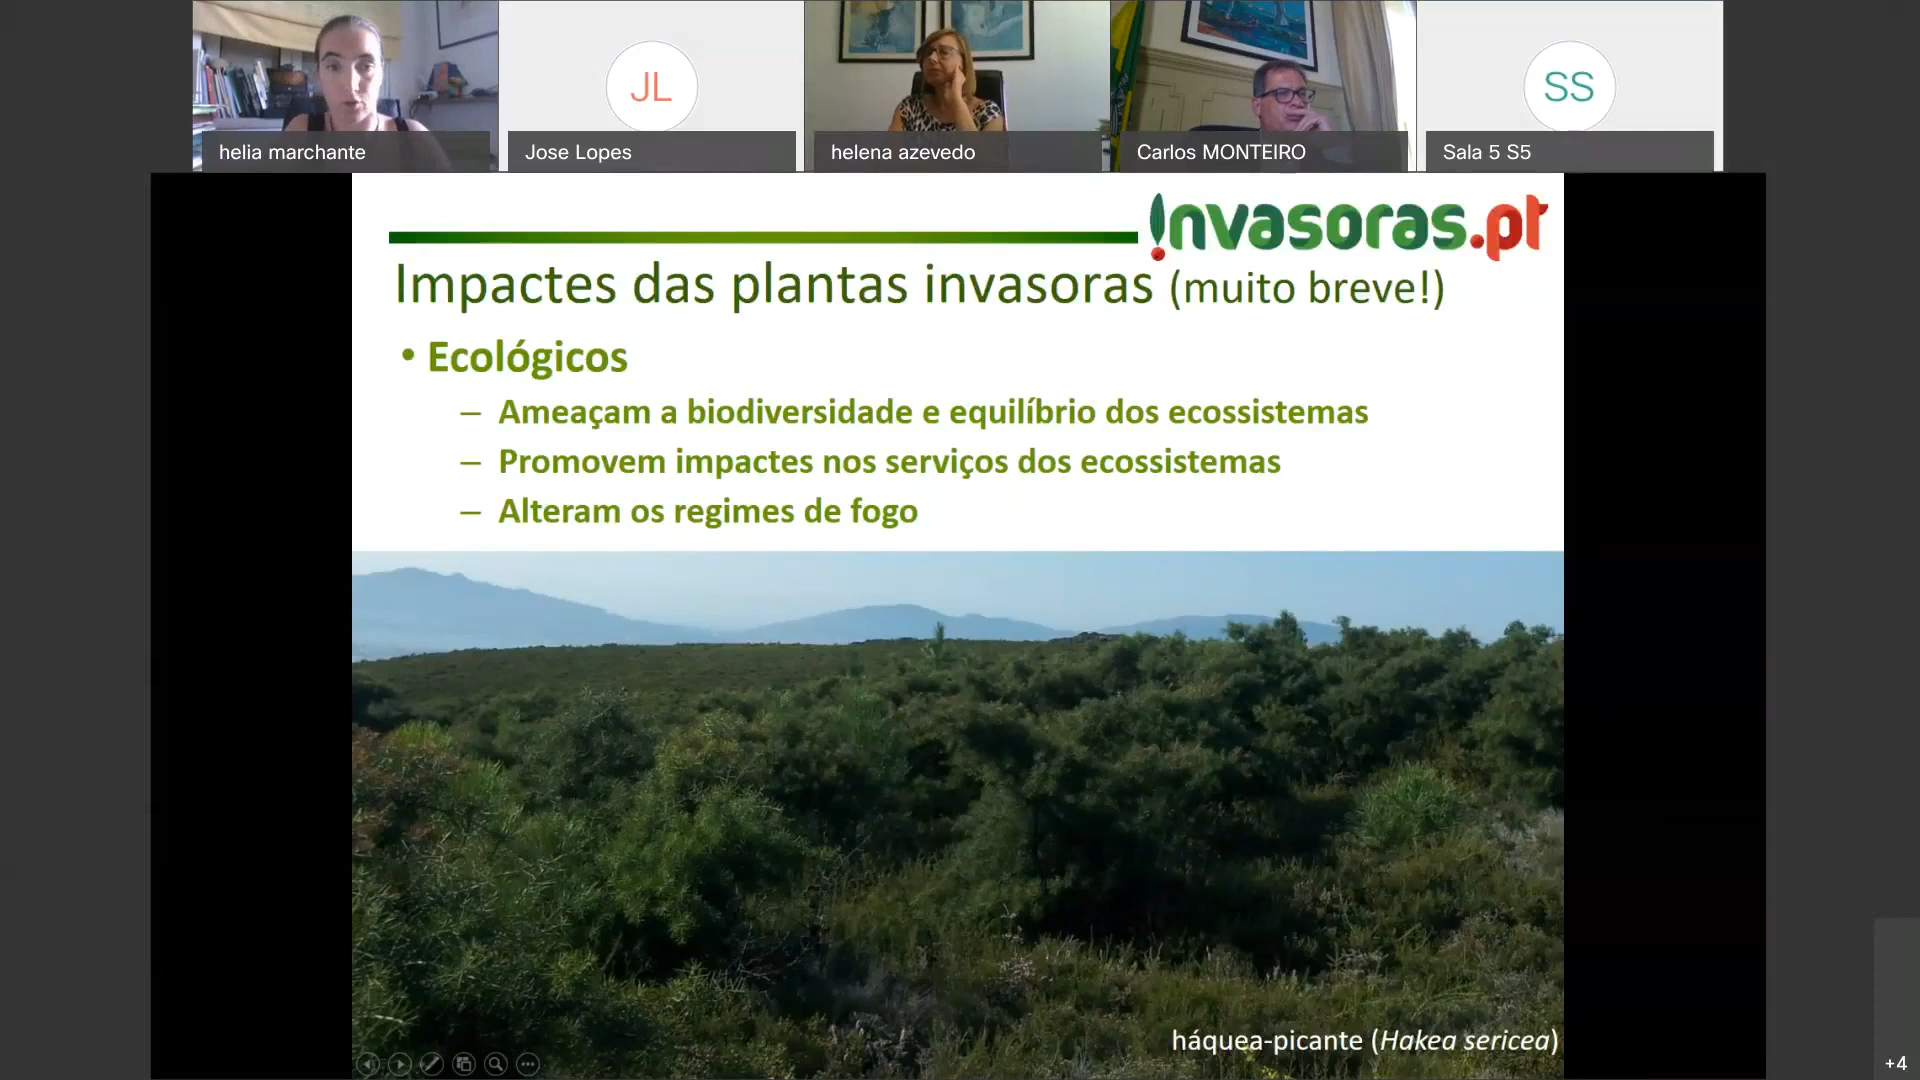 helia marchante
JL
Jose Lopes
helena azevedo
Carlos MONTEIRO
SS
Sala 5 S5
invasoras.pt
Impactes das plantas invasoras (muito breve!)
• Ecológicos
– Ameaçam a biodiversidade e equilíbrio dos ecossistemas
– Promovem impactes nos serviços dos ecossistemas
– Alteram os regimes de fogo
háquea-picante (Hakea sericea)
+4